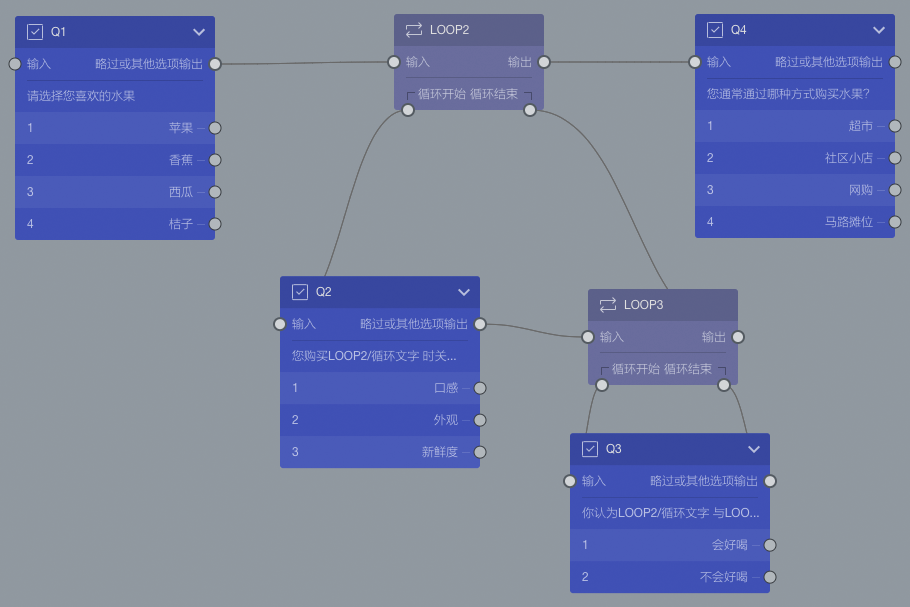 Q1
输入 略过或其他选项输出
请选择您喜欢的水果
1 苹果
2 香蕉
3 西瓜
4 桔子
LOOP2
输入 输出
循环开始 循环结束
Q4
输入 略过或其他选项输出
您通常通过哪种方式购买水果?
1 超市
2 社区小店
3 网购
4 马路摊位
Q2
输入 略过或其他选项输出
您购买LOOP2/循环文字 时关...
1 口感
2 外观
3 新鲜度
LOOP3
输入 输出
循环开始 循环结束
Q3
输入 略过或其他选项输出
你认为LOOP2/循环文字 与LOO...
1 会好喝
2 不会好喝